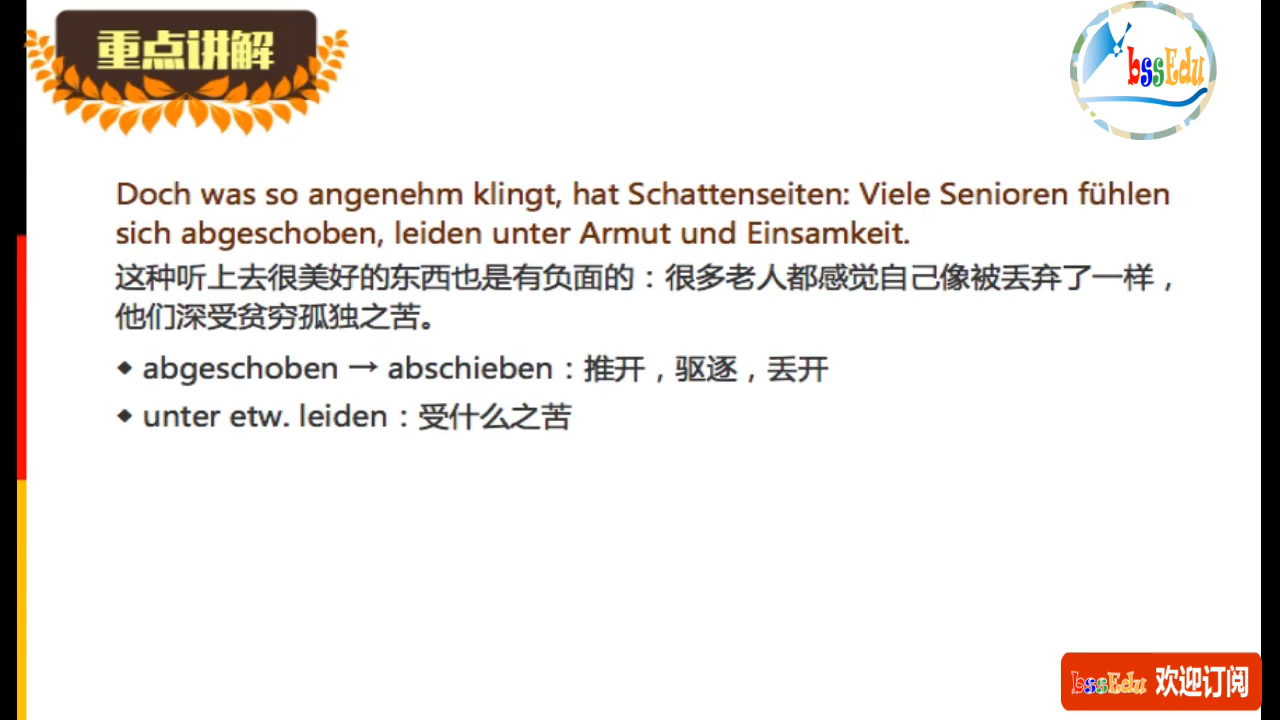 重点讲解
bssEdu
Doch was so angenehm klingt, hat Schattenseiten: Viele Senioren fühlen
sich abgeschoben, leiden unter Armut und Einsamkeit.
这种听上去很美好的东西也是有负面的：很多老人都感觉自己像被丢弃了一样，
他们深受贫穷孤独之苦。
◆ abgeschoben → abschieben：推开，驱逐，丢开
◆ unter etw. leiden：受什么之苦
bssEdu 欢迎订阅